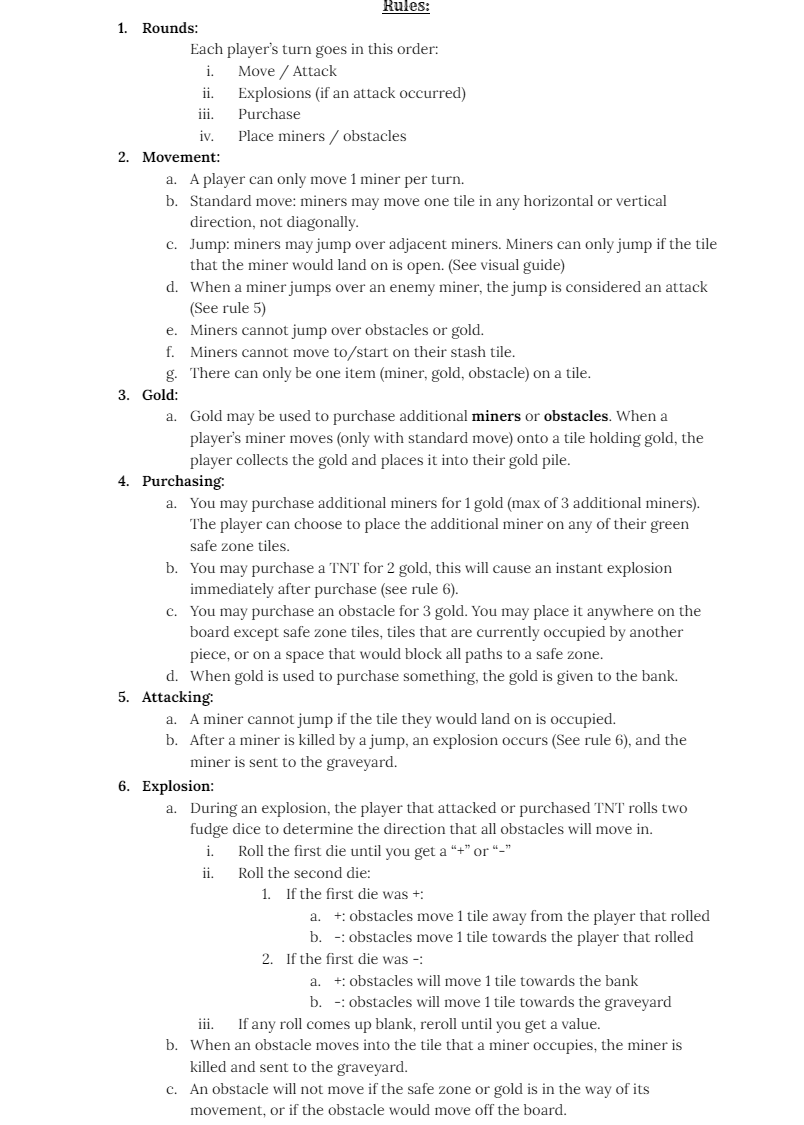 Rules:
1. Rounds:
Each player's turn goes in this order:
i. Move / Attack
ii. Explosions (if an attack occurred)
iii. Purchase
iv. Place miners / obstacles
2. Movement:
a. A player can only move 1 miner per turn.
b. Standard move: miners may move one tile in any horizontal or vertical
direction, not diagonally.
c. Jump: miners may jump over adjacent miners. Miners can only jump if the tile
that the miner would land on is open. (See visual guide)
d. When a miner jumps over an enemy miner, the jump is considered an attack
(See rule 5)
e. Miners cannot jump over obstacles or gold.
f. Miners cannot move to/start on their stash tile.
g. There can only be one item (miner, gold, obstacle) on a tile.
3. Gold:
a. Gold may be used to purchase additional miners or obstacles. When a
player's miner moves (only with standard move) onto a tile holding gold, the
player collects the gold and places it into their gold pile.
4. Purchasing:
a. You may purchase additional miners for 1 gold (max of 3 additional miners).
The player can choose to place the additional miner on any of their green
safe zone tiles.
b. You may purchase a TNT for 2 gold, this will cause an instant explosion
immediately after purchase (see rule 6).
c. You may purchase an obstacle for 3 gold. You may place it anywhere on the
board except safe zone tiles, tiles that are currently occupied by another
piece, or on a space that would block all paths to a safe zone.
d. When gold is used to purchase something, the gold is given to the bank.
5. Attacking:
a. A miner cannot jump if the tile they would land on is occupied.
b. After a miner is killed by a jump, an explosion occurs (See rule 6), and the
miner is sent to the graveyard.
6. Explosion:
a. During an explosion, the player that attacked or purchased TNT rolls two
fudge dice to determine the direction that all obstacles will move in.
i. Roll the first die until you get a “+” or “-”
ii. Roll the second die:
1. If the first die was +:
a. +: obstacles move 1 tile away from the player that rolled
b. -: obstacles move 1 tile towards the player that rolled
2. If the first die was -:
a. +: obstacles will move 1 tile towards the bank
b. -: obstacles will move 1 tile towards the graveyard
iii. If any roll comes up blank, reroll until you get a value.
b. When an obstacle moves into the tile that a miner occupies, the miner is
killed and sent to the graveyard.
c. An obstacle will not move if the safe zone or gold is in the way of its
movement, or if the obstacle would move off the board.